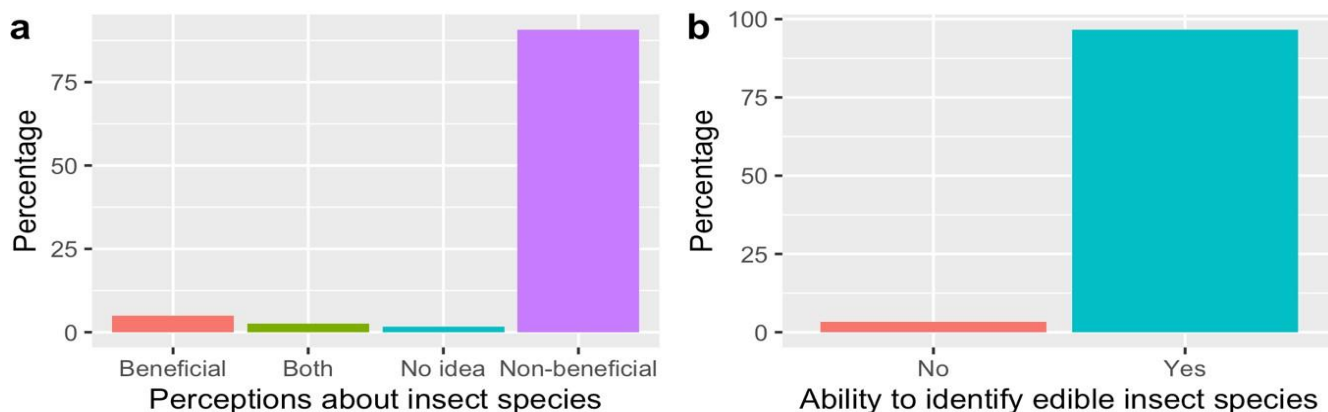 a
Percentage
75
50
25
0
Beneficial
Both
No idea
Non-beneficial
Perceptions about insect species
b
Percentage
100
75
50
25
0
No
Yes
Ability to identify edible insect species